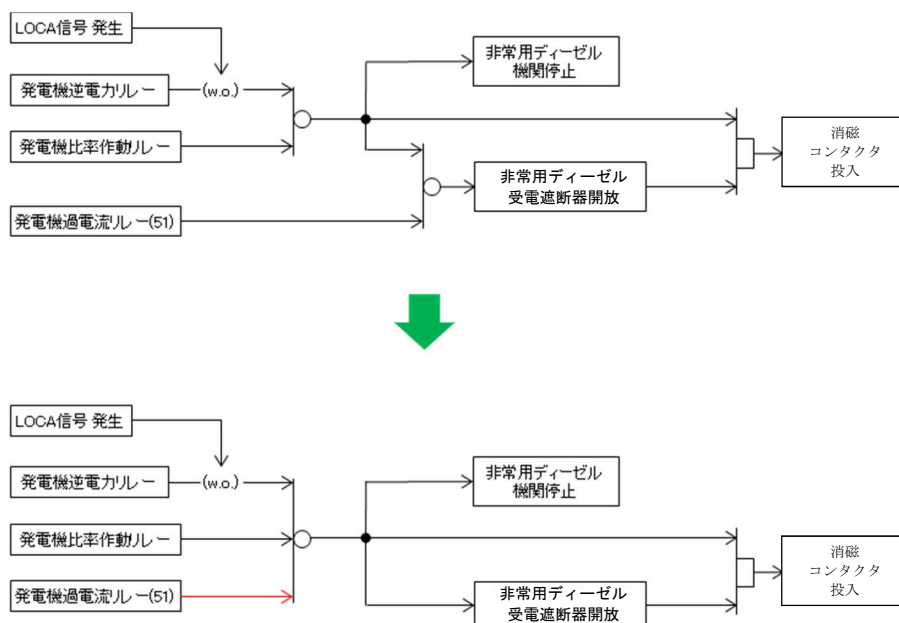 LOCA信号 発生
発電機逆電力リレー
(w.o.)
発電機比率作動リレー
発電機過電流リレー(51)
非常用ディーゼル
機関停止
非常用ディーゼル
受電遮断器開放
消磁
コンタクタ
投入
LOCA信号 発生
発電機逆電力リレー
(w.o.)
発電機比率作動リレー
発電機過電流リレー(51)
非常用ディーゼル
機関停止
非常用ディーゼル
受電遮断器開放
消磁
コンタクタ
投入